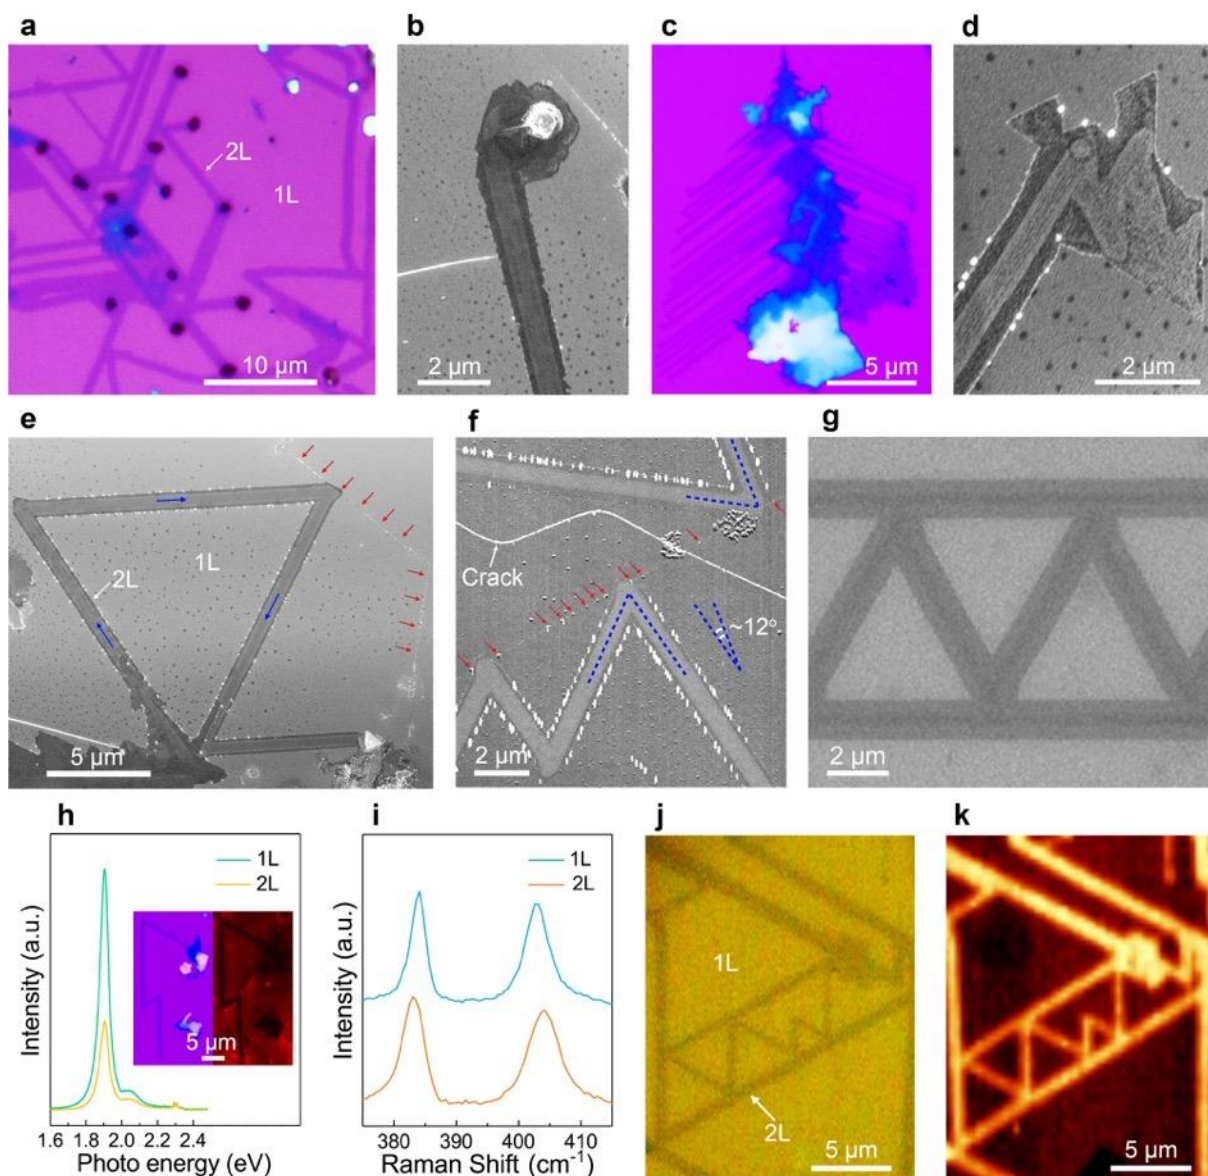 a
b
c
d
2L
1L
10 µm
2 µm
5 µm
2 µm
e
f
g
1L
2L
5 µm
Crack
~12°
2 µm
2 µm
h
i
j
k
1L
2L
5 µm
Intensity (a.u.)
1.6 1.8 2.0 2.2 2.4
Photo energy (eV)
1L
2L
Intensity (a.u.)
380 390 400 410
Raman Shift (cm⁻¹)
1L
2L
5 µm
5 µm